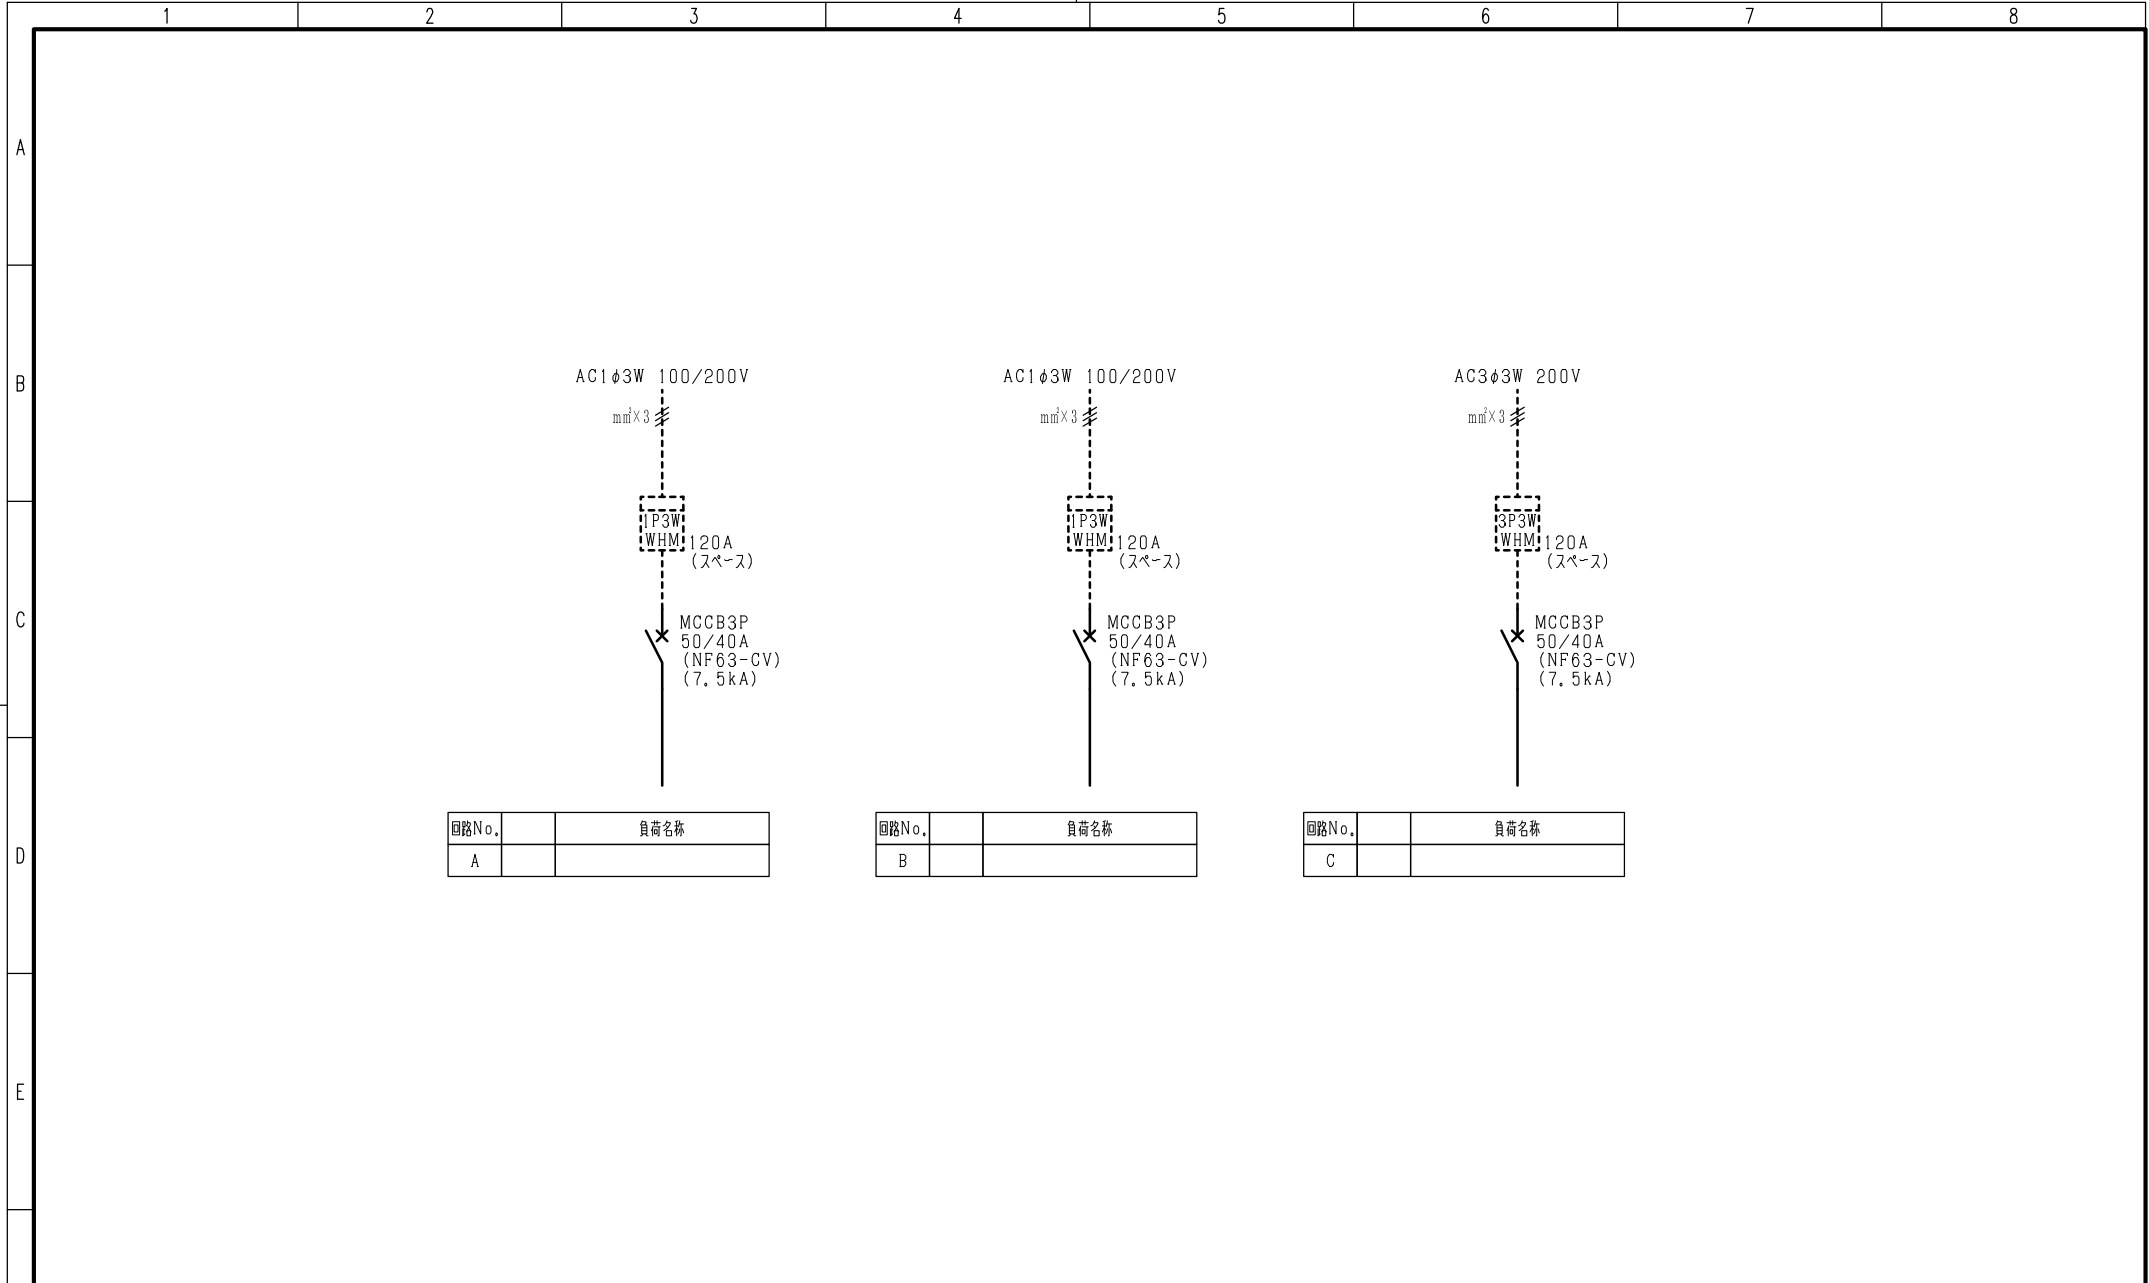 1 2 3 4 5 6 7 8
A
B
C
D
E
AC1φ3W 100/200V
mm²×3
1P3W
WHM
120A
(スペース)
MCCB3P
50/40A
(NF63-CV)
(7.5kA)
回路No. 負荷名称
A
AC1φ3W 100/200V
mm²×3
1P3W
WHM
120A
(スペース)
MCCB3P
50/40A
(NF63-CV)
(7.5kA)
回路No. 負荷名称
B
AC3φ3W 200V
mm²×3
3P3W
WHM
120A
(スペース)
MCCB3P
50/40A
(NF63-CV)
(7.5kA)
回路No. 負荷名称
C